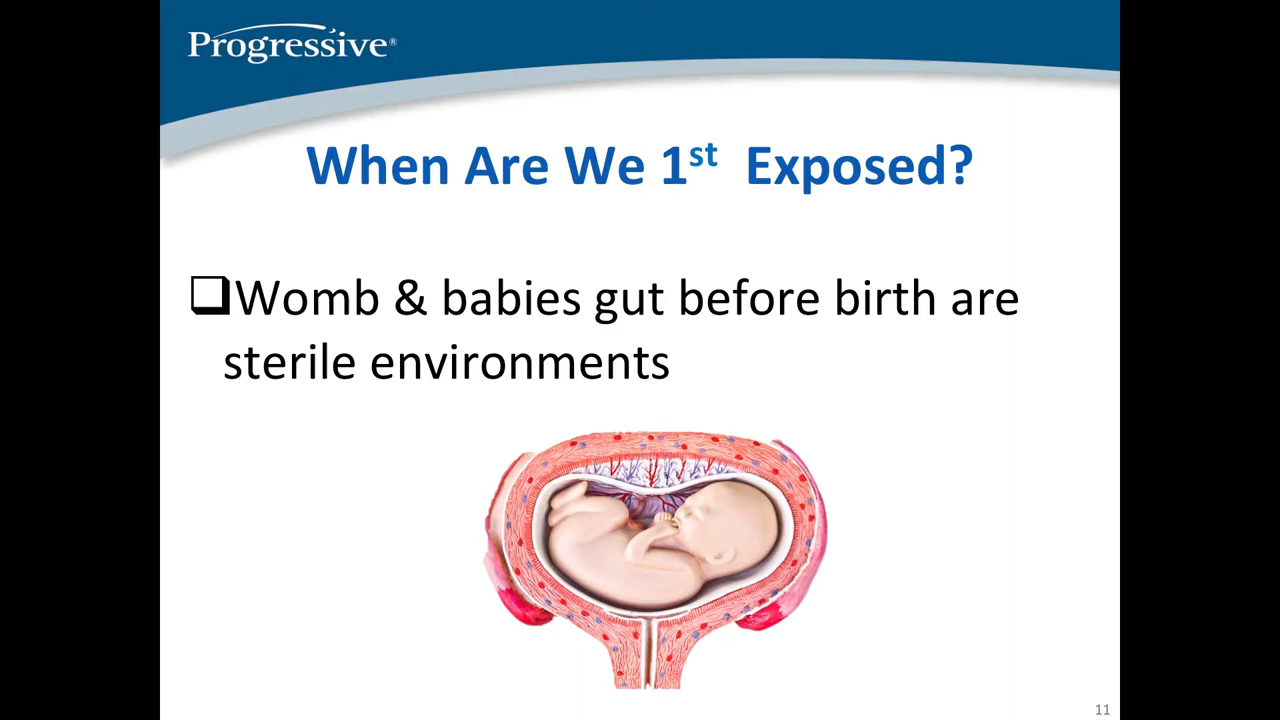 Progressive®
When Are We 1st Exposed?
❑Womb & babies gut before birth are
sterile environments
11